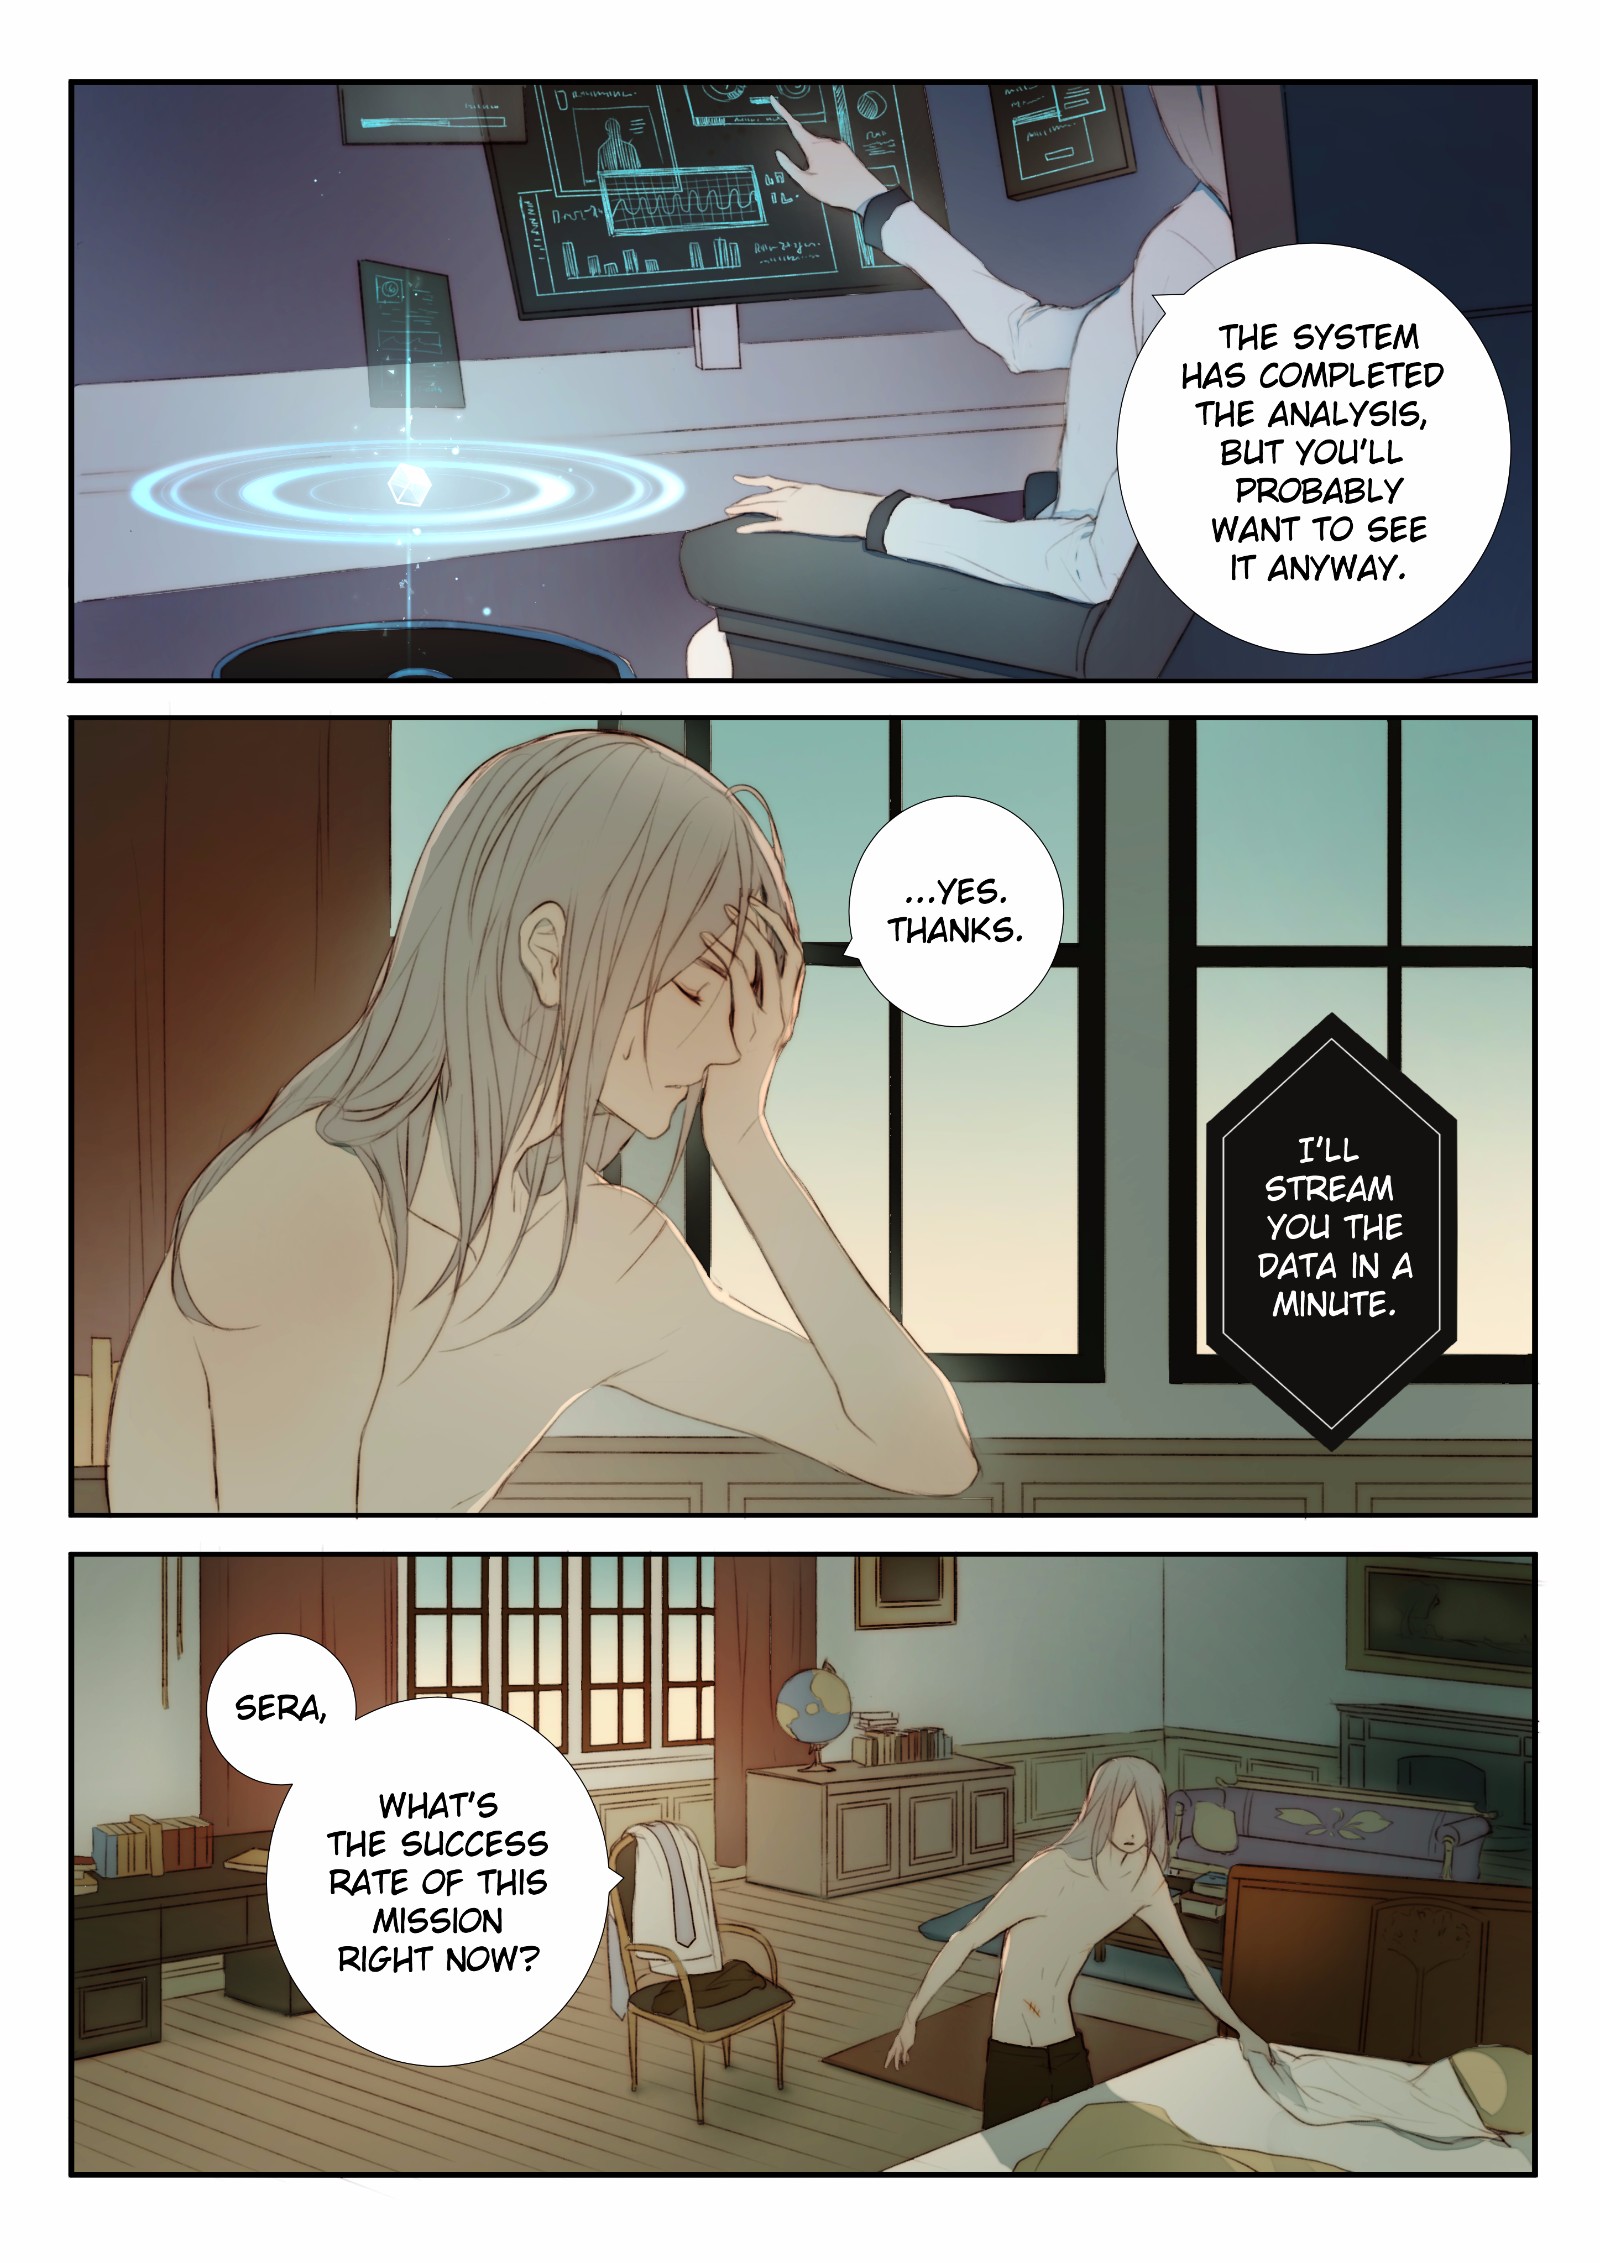 THE SYSTEM
HAS COMPLETED
THE ANALYSIS,
BUT YOU'LL
PROBABLY
WANT TO SEE
IT ANYWAY.
...YES.
THANKS.
I'LL
STREAM
YOU THE
DATA IN A
MINUTE.
SERA,
WHAT'S
THE SUCCESS
RATE OF THIS
MISSION
RIGHT NOW?